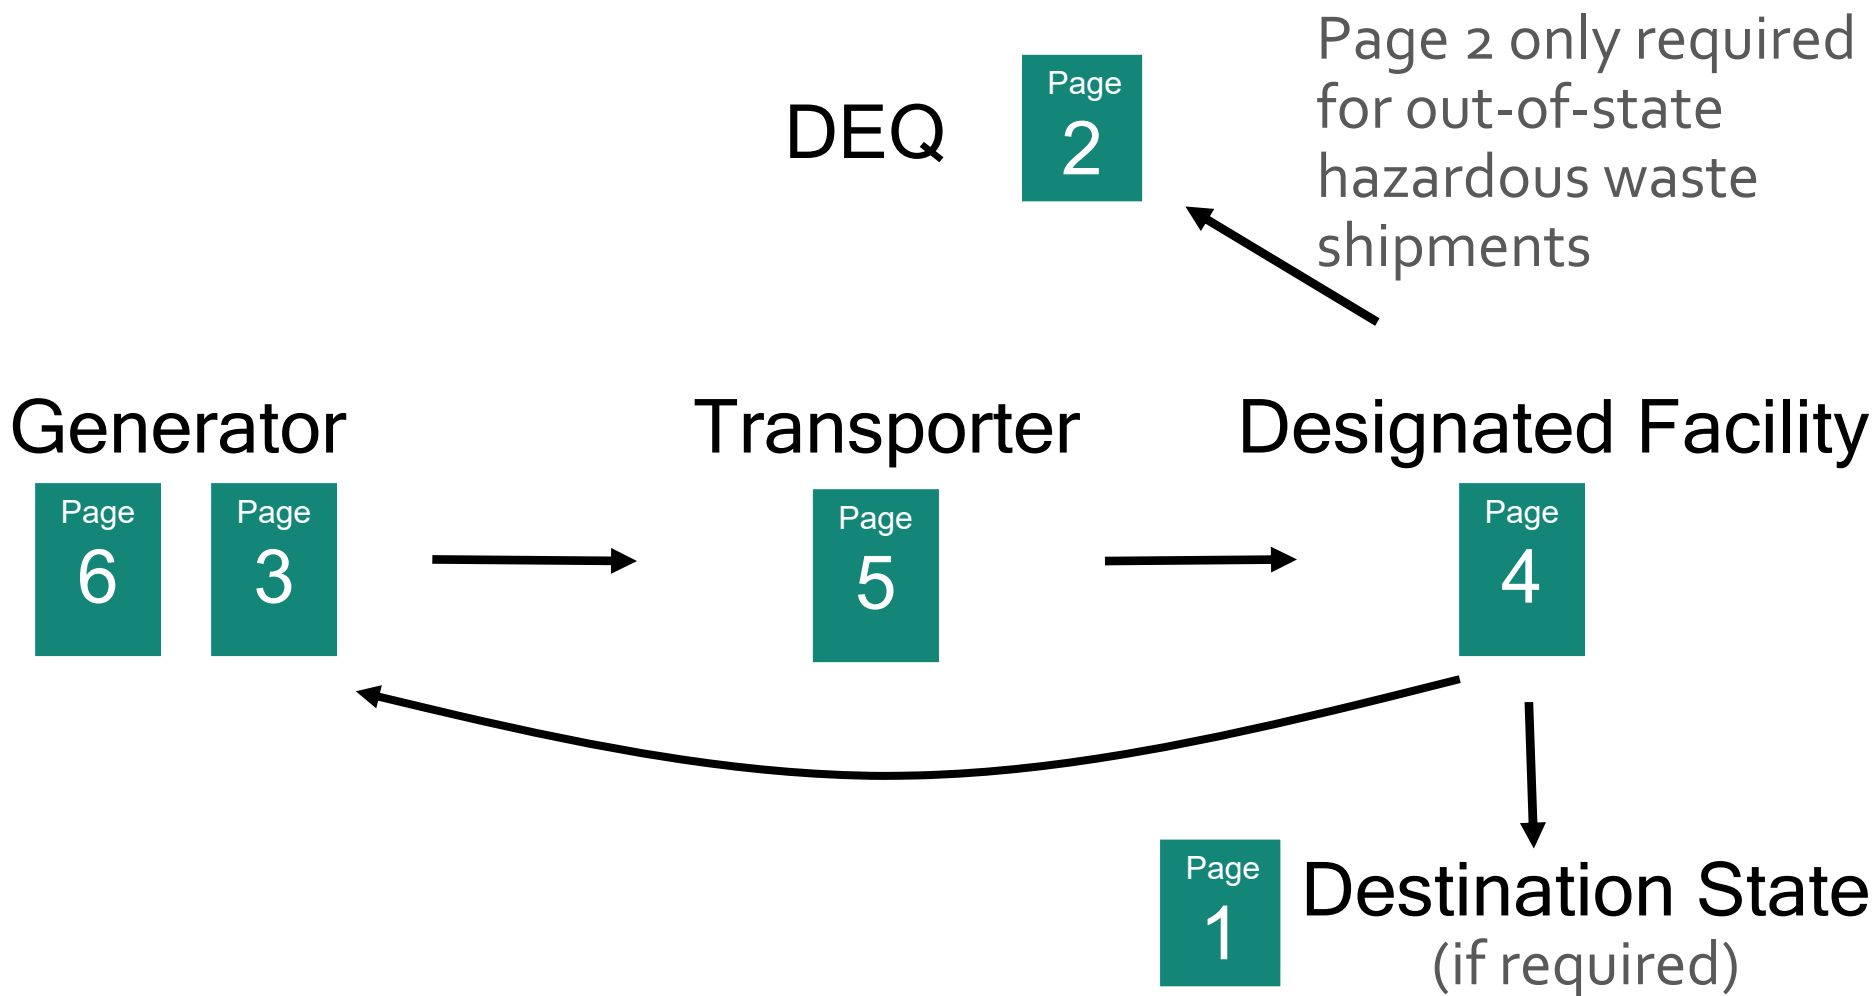 Page 2 only required
for out-of-state
hazardous waste
shipments
DEQ
Page
2
Generator
Page
6
Page
3
Transporter
Page
5
Designated Facility
Page
4
Page
1
Destination State
(if required)